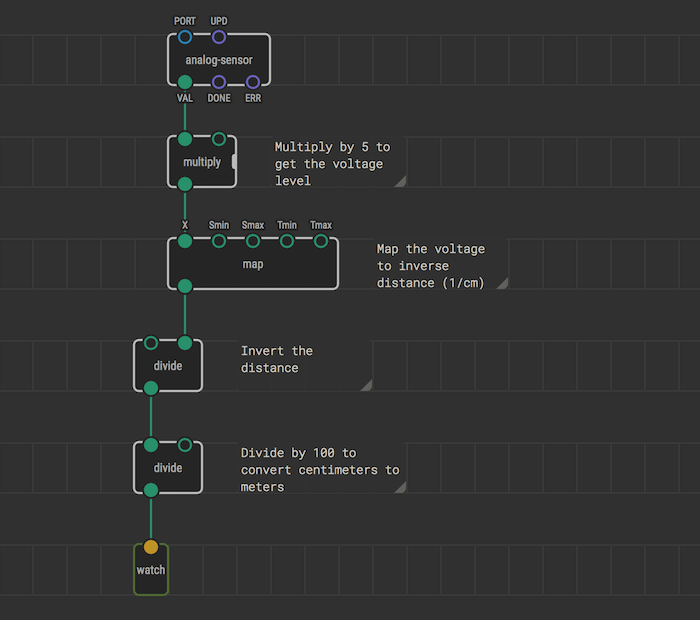 PORT UPD
analog-sensor
VAL DONE ERR
multiply
Multiply by 5 to
get the voltage
level
X Smin Smax Tmin Tmax
map
Map the voltage
to inverse
distance (1/cm)
divide
Invert the
distance
divide
Divide by 100 to
convert centimeters to
meters
watch